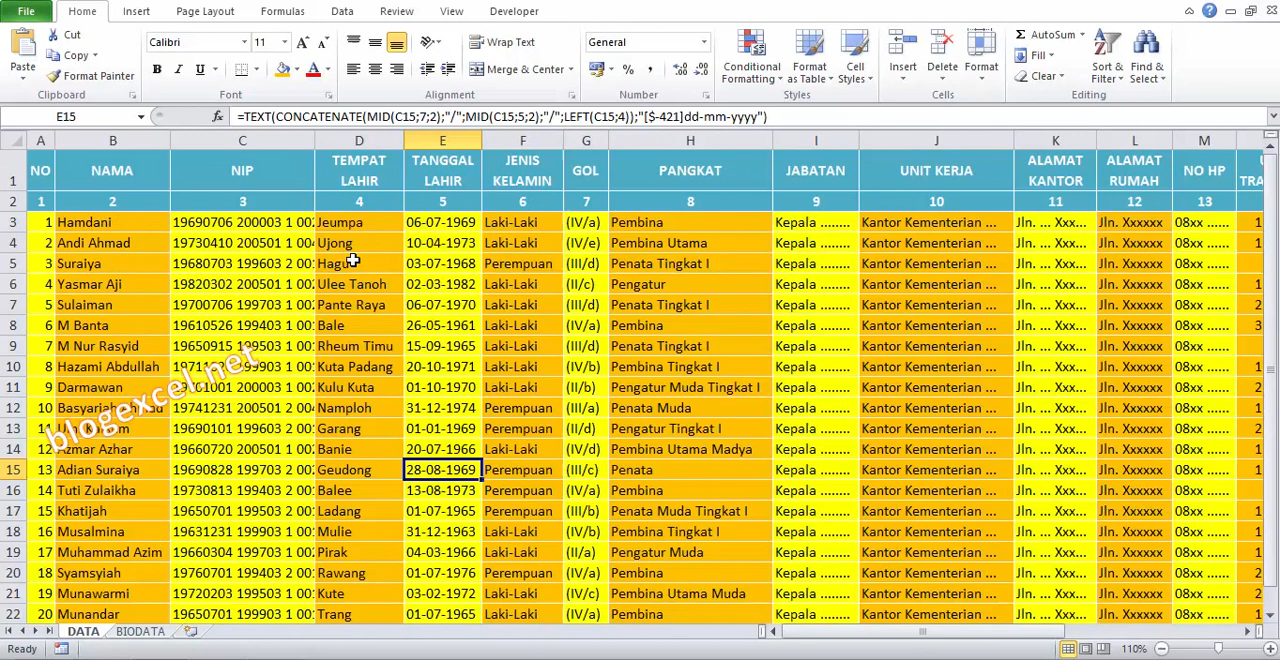 File Home Insert Page Layout Formulas Data Review View Developer
Paste Cut Copy Format Painter Clipboard
Calibri 11 B I U A Font
Wrap Text Merge & Center Alignment
General % , Number
Conditional Formatting Format as Table Cell Styles Styles
Insert Delete Format Cells
AutoSum Fill Clear Sort & Filter Find & Select Editing
E15 fx =TEXT(CONCATENATE(MID(C15;7;2);"/";MID(C15;5;2);"/";LEFT(C15;4));"[$-421]dd-mm-yyyy")
A B C D E F G H I J K L M
1 NO NAMA NIP TEMPAT LAHIR TANGGAL LAHIR JENIS KELAMIN GOL PANGKAT JABATAN UNIT KERJA ALAMAT KANTOR ALAMAT RUMAH NO HP
2 1 2 3 4 5 6 7 8 9 10 11 12 13
3 1 Hamdani 19690706 200003 1 00 Jeumpa 06-07-1969 Laki-Laki (IV/a) Pembina Kepala ........ Kantor Kementerian ... Jln. ... Xxx... Jln. Xxxxxx 08xx ...... 1
4 2 Andi Ahmad 19730410 200501 1 00 Ujong 10-04-1973 Laki-Laki (IV/e) Pembina Utama Kepala ........ Kantor Kementerian ... Jln. ... Xxx... Jln. Xxxxxx 08xx ...... 1
5 3 Suraiya 19680703 199603 2 00 03-07-1968 Perempuan (III/d) Penata Tingkat I Kepala ........ Kantor Kementerian ... Jln. ... Xxx... Jln. Xxxxxx 08xx ......
6 4 Yasmar Aji 19820302 200501 1 00 Ulee Tanoh 02-03-1982 Laki-Laki (II/c) Pengatur Kepala ........ Kantor Kementerian ... Jln. ... Xxx... Jln. Xxxxxx 08xx ...... 1
7 5 Sulaiman 19700706 199703 1 00 Pante Raya 06-07-1970 Laki-Laki (III/d) Penata Tingkat I Kepala ........ Kantor Kementerian ... Jln. ... Xxx... Jln. Xxxxxx 08xx ...... 2
8 6 M Banta 19610526 199403 1 00 Bale 26-05-1961 Laki-Laki (IV/a) Pembina Kepala ........ Kantor Kementerian ... Jln. ... Xxx... Jln. Xxxxxx 08xx ...... 3
9 7 M Nur Rasyid 19650915 199503 1 00 Rheum Timu 15-09-1965 Laki-Laki (III/d) Penata Tingkat I Kepala ........ Kantor Kementerian ... Jln. ... Xxx... Jln. Xxxxxx 08xx ......
10 8 Hazami Abdullah 199903 1 00 Kuta Padang 20-10-1971 Laki-Laki (IV/a) Pembina Kepala ........ Kantor Kementerian ... Jln. ... Xxx... Jln. Xxxxxx 08xx ...... 1
11 9 Darmawan 200003 1 00 Kulu Kuta 01-10-1970 Laki-Laki (II/b) Pengatur Muda Tingkat I Kepala ........ Kantor Kementerian ... Jln. ... Xxx... Jln. Xxxxxx 08xx ...... 2
12 10 19741231 200501 2 00 Namploh 31-12-1974 Perempuan (III/a) Penata Muda Kepala ........ Kantor Kementerian ... Jln. ... Xxx... Jln. Xxxxxx 08xx ...... 1
13 19690101 199603 2 00 Garang 01-01-1969 Perempuan (II/d) Pengatur Tingkat I Kepala ........ Kantor Kementerian ... Jln. ... Xxx... Jln. Xxxxxx 08xx ...... 2
14 12 Azmar Azhar 19660720 199503 1 00 Banie 20-07-1966 Laki-Laki (IV/d) Pembina Utama Madya Kepala ........ Kantor Kementerian ... Jln. ... Xxx... Jln. Xxxxxx 08xx ...... 1
15 13 Adian Suraiya 19690828 199703 2 00 Geudong 28-08-1969 Perempuan (III/c) Penata Kepala ........ Kantor Kementerian ... Jln. ... Xxx... Jln. Xxxxxx 08xx ...... 1
16 14 Tuti Zulaikha 19730813 199403 2 00 Balee 13-08-1973 Perempuan (IV/a) Pembina Kepala ........ Kantor Kementerian ... Jln. ... Xxx... Jln. Xxxxxx 08xx ...... 2
17 15 Khatijah 19650701 199503 2 00 Ladang 01-07-1965 Perempuan (III/b) Penata Muda Tingkat I Kepala ........ Kantor Kementerian ... Jln. ... Xxx... Jln. Xxxxxx 08xx ...... 1
18 16 Musalmina 19631231 199903 1 00 Mulie 31-12-1963 Laki-Laki (IV/b) Pembina Tingkat I Kepala ........ Kantor Kementerian ... Jln. ... Xxx... Jln. Xxxxxx 08xx ...... 1
19 17 Muhammad Azim 19660304 199703 1 00 Pirak 04-03-1966 Laki-Laki (II/a) Pengatur Muda Kepala ........ Kantor Kementerian ... Jln. ... Xxx... Jln. Xxxxxx 08xx ...... 2
20 18 Syamsyiah 19760701 199403 2 00 Rawang 01-07-1976 Perempuan (IV/a) Pembina Kepala ........ Kantor Kementerian ... Jln. ... Xxx... Jln. Xxxxxx 08xx ...... 2
21 19 Munawarmi 19720203 199503 1 00 Kute 03-02-1972 Laki-Laki (IV/c) Pembina Utama Muda Kepala ........ Kantor Kementerian ... Jln. ... Xxx... Jln. Xxxxxx 08xx ...... 2
22 20 Munandar 19650701 199903 1 00 Trang 01-07-1965 Laki-Laki (IV/a) Pembina Kepala ........ Kantor Kementerian ... Jln. ... Xxx... Jln. Xxxxxx 08xx ...... 1
blogexcel.net
DATA BIODATA
Ready 110%